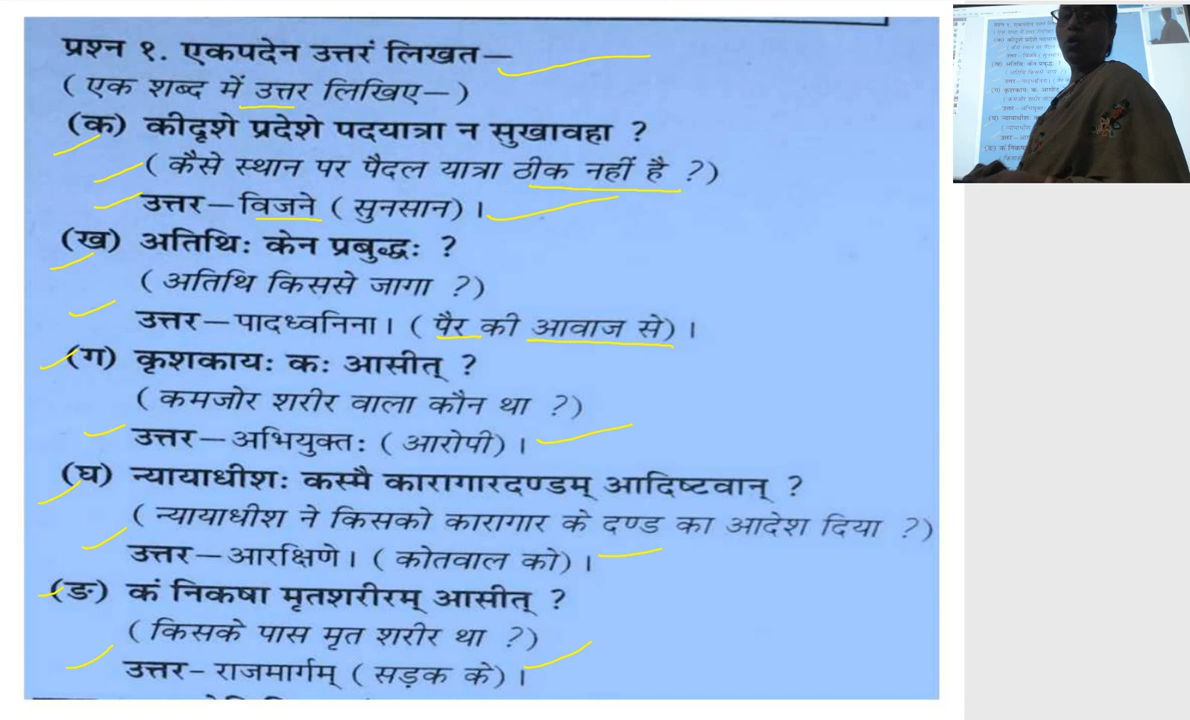 प्रश्न १. एकपदेन उत्तरं लिखत—
( एक शब्द में उत्तर लिखिए—)
(क) कीदृशे प्रदेशे पदयात्रा न सुखावहा ?
( कैसे स्थान पर पैदल यात्रा ठीक नहीं है ?)
उत्तर—विजने ( सुनसान) ।
(ख) अतिथिः केन प्रबुद्धः ?
( अतिथि किससे जागा ?)
उत्तर—पादध्वनिना। ( पैर की आवाज से) ।
(ग) कृशकायः कः आसीत् ?
( कमजोर शरीर वाला कौन था ?)
उत्तर—अभियुक्तः ( आरोपी) ।
(घ) न्यायाधीशः कस्मै कारागारदण्डम् आदिष्टवान् ?
( न्यायाधीश ने किसको कारागार के दण्ड का आदेश दिया ?)
उत्तर—आरक्षिणे। ( कोतवाल को) ।
(ङ) कं निकषा मृतशरीरम् आसीत् ?
( किसके पास मृत शरीर था ?)
उत्तर- राजमार्गम् ( सड़क के) ।